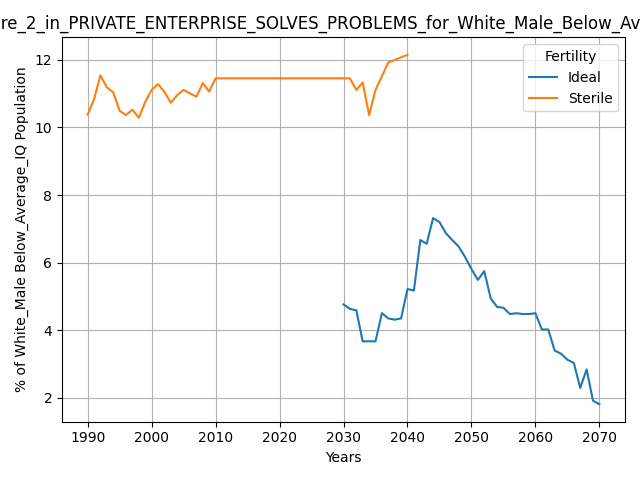 re_2_in_PRIVATE_ENTERPRISE_SOLVES_PROBLEMS_for_White_Male_Below_Av
Fertility
Ideal
Sterile
% of White_Male Below_Average_IQ Population
12
10
8
6
4
2
1990 2000 2010 2020 2030 2040 2050 2060 2070
Years